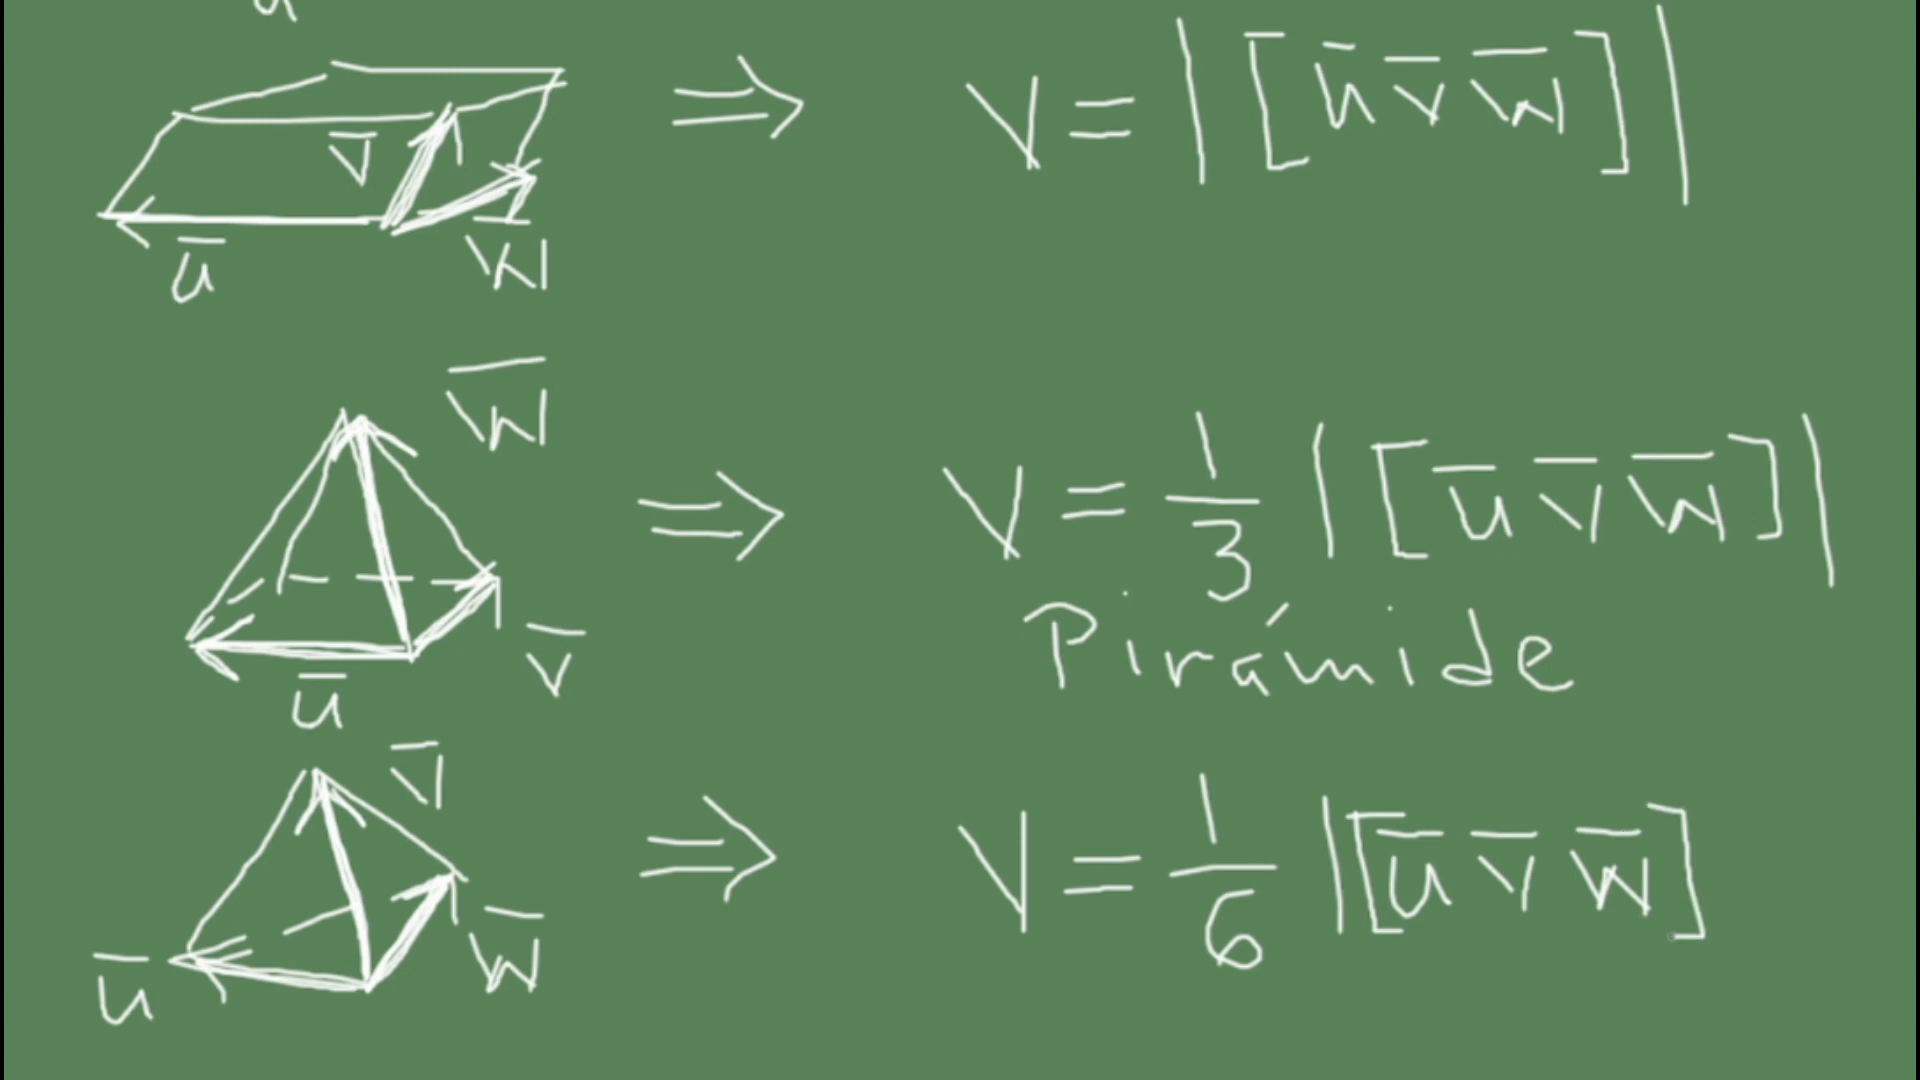 u
v̅
u̅
w̅
V = | [ u̅ v̅ w̅ ] |
w̅
v̅
u̅
V = 1/3 | [ u̅ v̅ w̅ ] |
Pirámide
v̅
w̅
u̅
V = 1/6 | [ u̅ v̅ w̅ ]